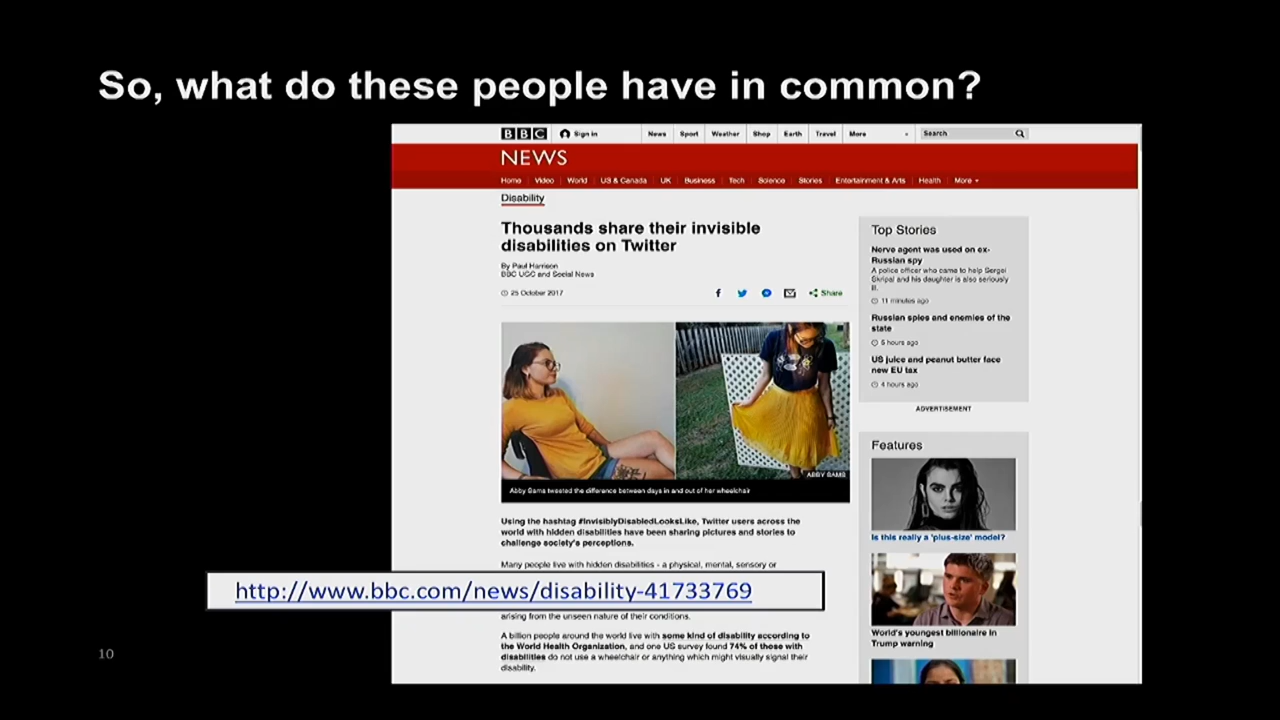 So, what do these people have in common?
BBC Sign in News Sport Weather Shop Earth Travel More Search
NEWS
Home Video World US & Canada UK Business Tech Science Stories Entertainment & Arts Health More
Disability
Thousands share their invisible
disabilities on Twitter
By Paul Harrison
BBC UGC and Social News
25 October 2017
Share
ABBY SAMS
Abby Sams tweeted the difference between days in and out of her wheelchair
Using the hashtag #InvisiblyDisabledLooksLike, Twitter users across the
world with hidden disabilities have been sharing pictures and stories to
challenge society's perceptions.
Many people live with hidden disabilities - a physical, mental, sensory or
http://www.bbc.com/news/disability-41733769
arising from the unseen nature of their conditions.
A billion people around the world live with some kind of disability according to
the World Health Organization, and one US survey found 74% of those with
disabilities do not use a wheelchair or anything which might visually signal their
disability.
Top Stories
Nerve agent was used on ex-
Russian spy
A police officer who came to help Sergei
Skripal and his daughter is also seriously
ill.
11 minutes ago
Russian spies and enemies of the
state
5 hours ago
US juice and peanut butter face
new EU tax
4 hours ago
ADVERTISEMENT
Features
Is this really a 'plus-size' model?
World's youngest billionaire in
Trump warning
10